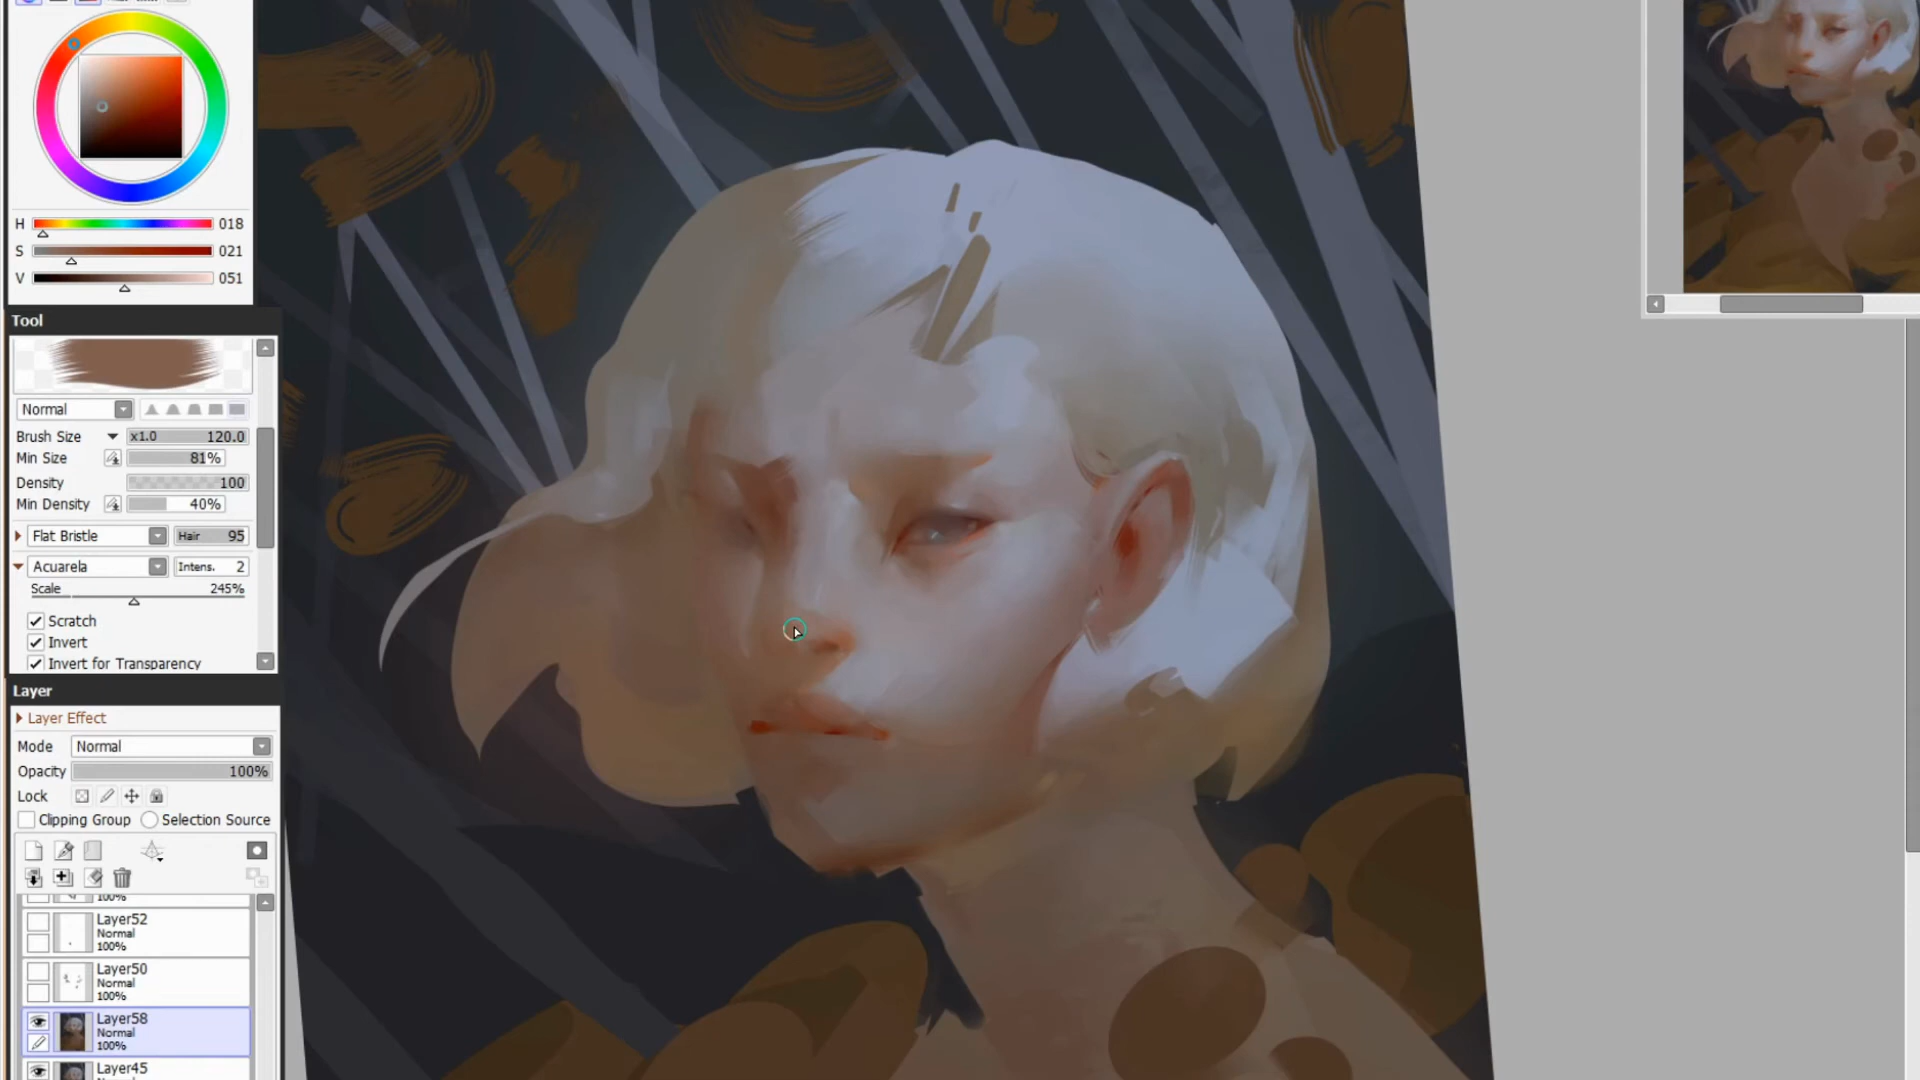 H 018
S 021
V 051
Tool
Normal
Brush Size x1.0 120.0
Min Size 81%
Density 100
Min Density 40%
Flat Bristle Hair 95
Acuarela Intens. 2
Scale 245%
Scratch
Invert
Invert for Transparency
Layer
Layer Effect
Mode Normal
Opacity 100%
Lock
Clipping Group Selection Source
100%
Layer52
Normal
100%
Layer50
Normal
100%
Layer58
Normal
100%
Layer45